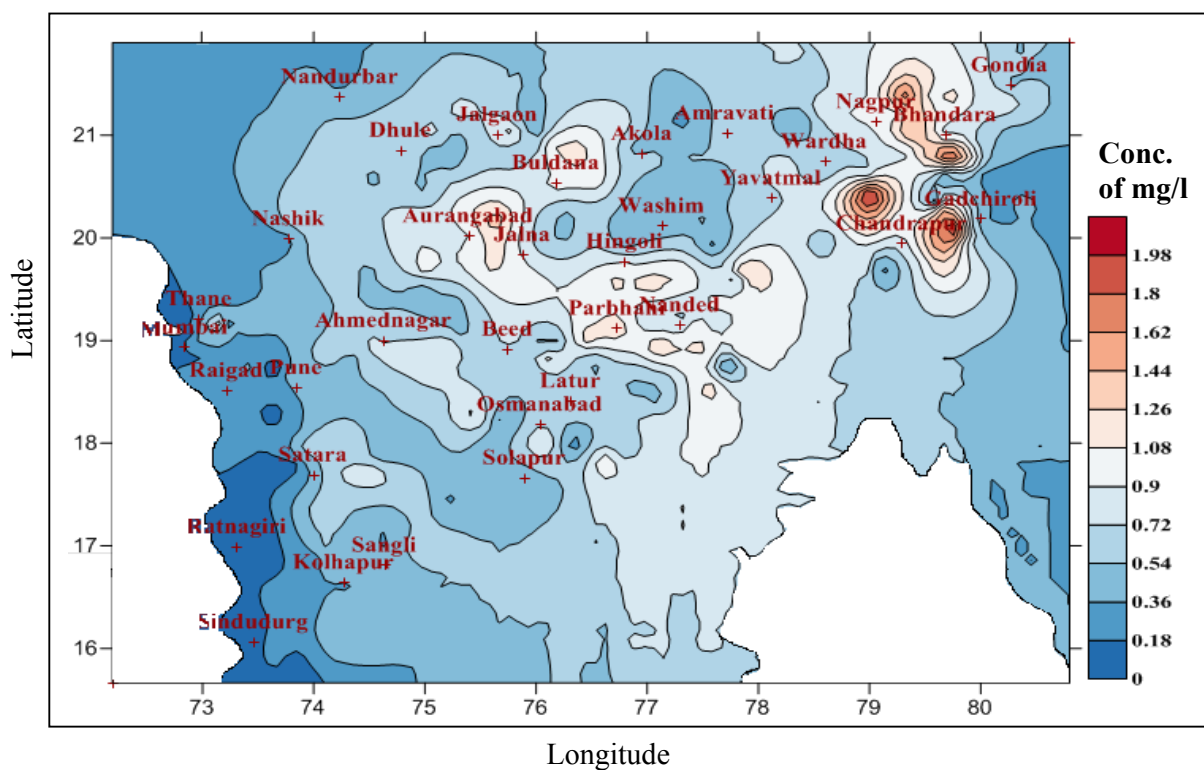 Nandurbar
Gondia
Nagpur
Bhandara
Dhule
Jalgaon
Akola
Amravati
Wardha
21
Buldana
Yavatmal
Conc.
of mg/l
Nashik
Aurangabad
Washim
Gadchiroli
20
Jalna
Hingoli
Chandrapur
1.98
Thane
Parbhani
Nanded
1.8
Mumbai
Ahmednagar
Beed
1.62
19
Raigad
Pune
Latur
1.44
Osmanabad
1.26
18
Satara
Solapur
1.08
0.9
Ratnagiri
0.72
17
Sangli
0.54
Kolhapur
0.36
Sindudurg
0.18
16
0
73 74 75 76 77 78 79 80
Latitude
Longitude